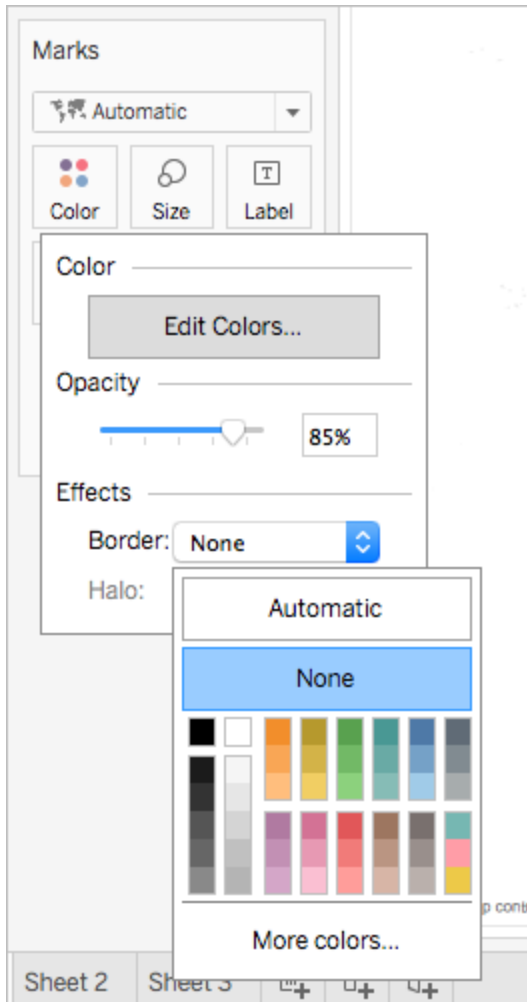 Marks
Automatic
Color Size Label
Color
Edit Colors...
Opacity
85%
Effects
Border: None
Halo:
Automatic
None
More colors...
Sheet 2 Sheet 3